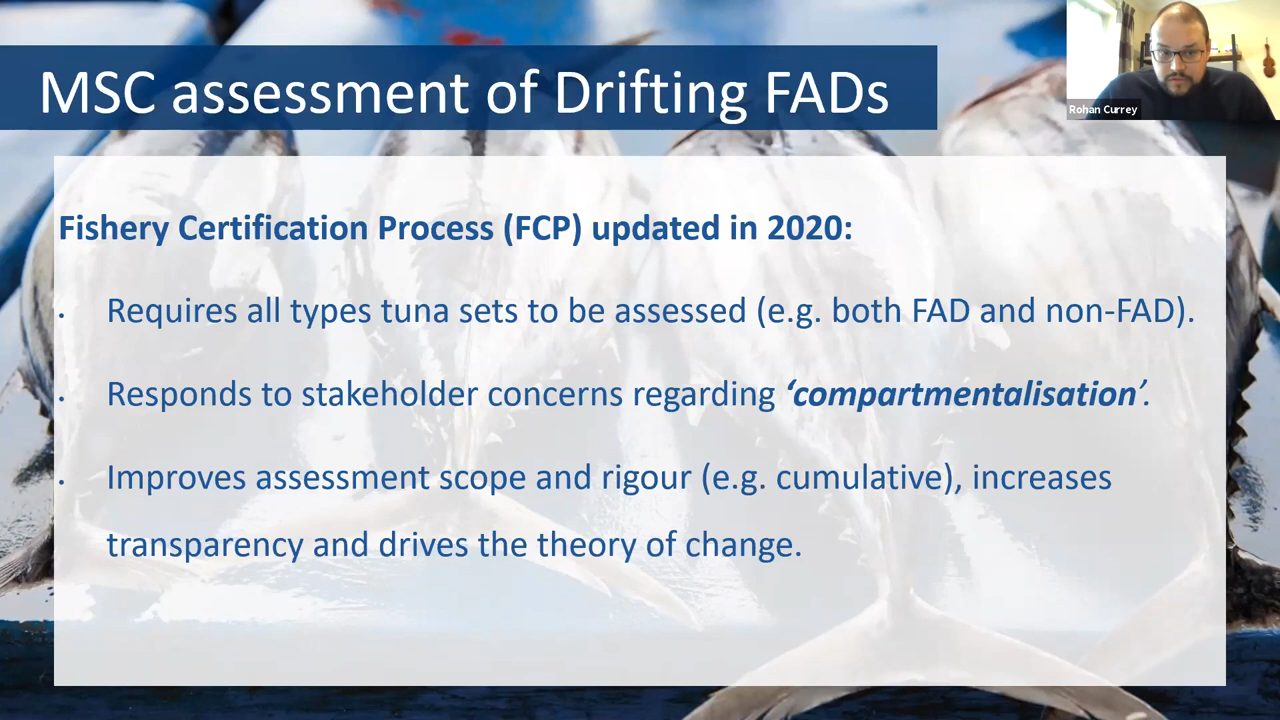 MSC assessment of Drifting FADs
Rohan Currey
Fishery Certification Process (FCP) updated in 2020:
• Requires all types tuna sets to be assessed (e.g. both FAD and non-FAD).
• Responds to stakeholder concerns regarding ‘compartmentalisation’.
• Improves assessment scope and rigour (e.g. cumulative), increases
transparency and drives the theory of change.